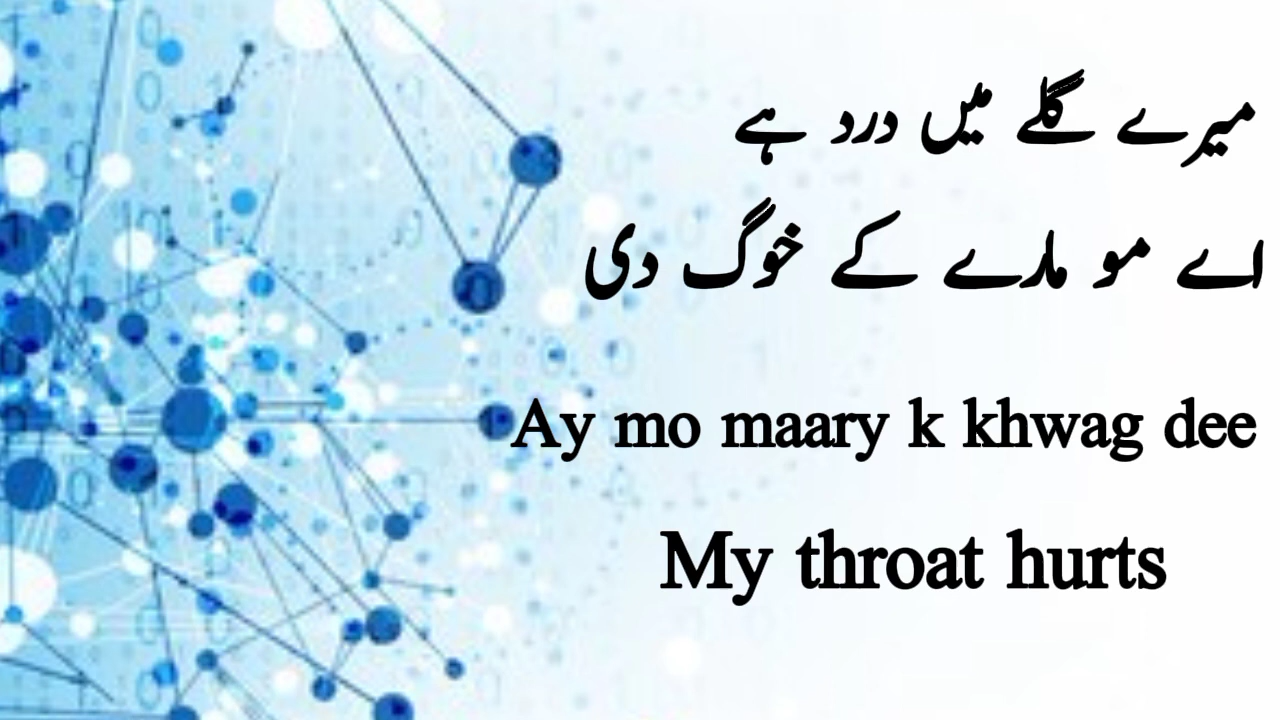 میرے گلے میں درد ہے
اے مو مارے کے خوگ دی
Ay mo maary k khwag dee
My throat hurts